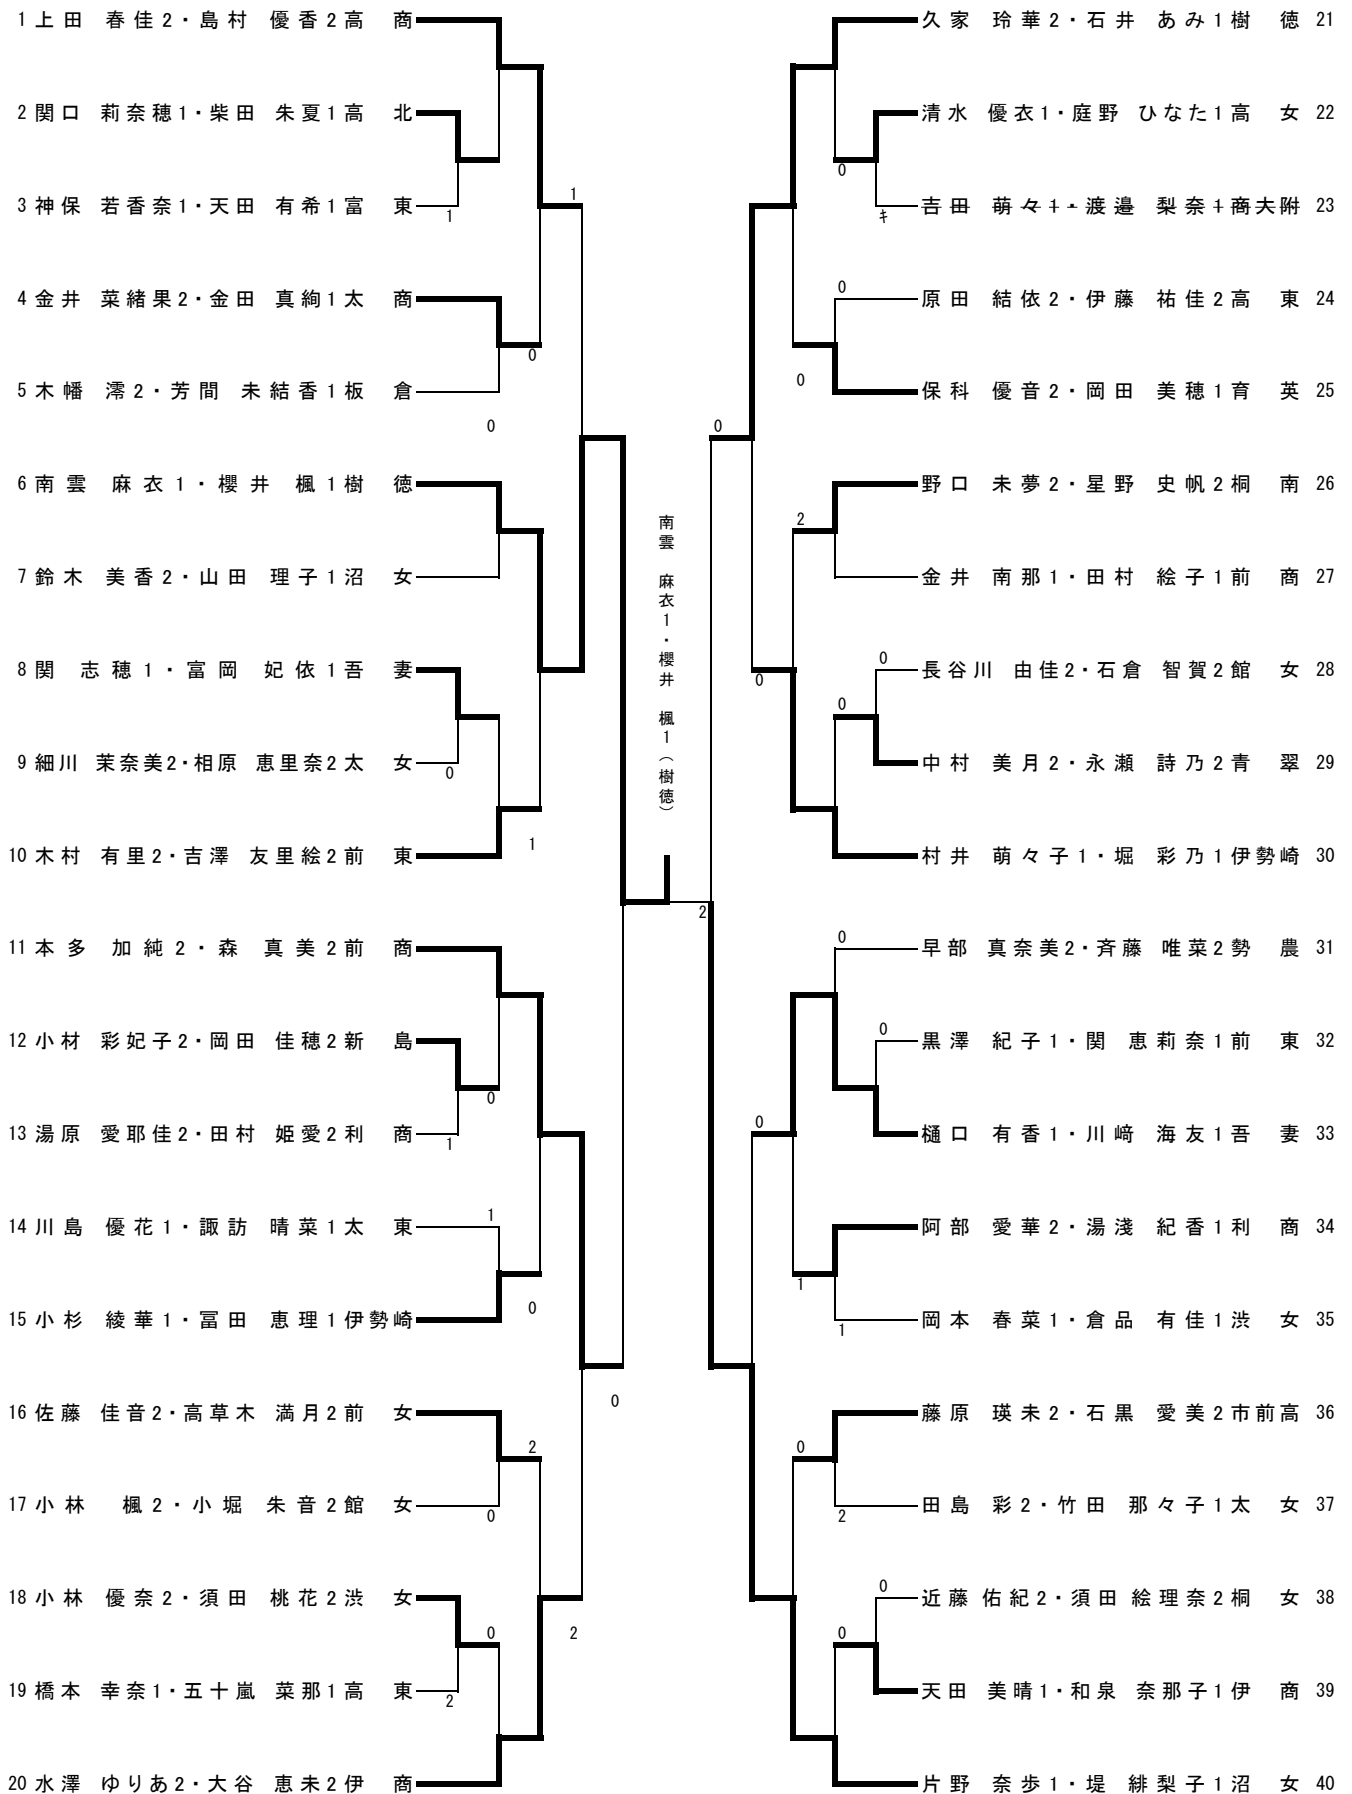 1 上田 春佳2・島村 優香2 高商
2 関口 莉奈穂1・柴田 朱夏1 高北
3 神保 若香奈1・天田 有希1 富東
1
4 金井 菜緒果2・金田 真絢1 太商
5 木幡 澪2・芳間 未結香1 板倉
1
0
0
6 南雲 麻衣1・櫻井 楓1 樹徳
7 鈴木 美香2・山田 理子1 沼女
8 関 志穂1・富岡 妃依1 吾妻
9 細川 茉奈美2・相原 恵里奈2 太女
0
10 木村 有里2・吉澤 友里絵2 前東
1
11 本多 加純2・森 真美2 前商
12 小材 彩妃子2・岡田 佳穂2 新島
0
13 湯原 愛耶佳2・田村 姫愛2 利商
1
14 川島 優花1・諏訪 晴菜1 太東
1
15 小杉 綾華1・冨田 恵理1 伊勢崎
0
16 佐藤 佳音2・高草木 満月2 前女
0
2
17 小林 楓2・小堀 朱音2 館女
0
18 小林 優奈2・須田 桃花2 渋女
0
2
19 橋本 幸奈1・五十嵐 菜那1 高東
2
20 水澤 ゆりあ2・大谷 恵未2 伊商
南雲 麻衣1・櫻井 楓1(樹徳)
2
久家 玲華2・石井 あみ1 樹徳 21
清水 優衣1・庭野 ひなた1 高女 22
0
吉田 萌々1・渡邉 梨奈1 商大附 23
キ
0
原田 結依2・伊藤 祐佳2 高東 24
0
保科 優音2・岡田 美穂1 育英 25
0
野口 未夢2・星野 史帆2 桐南 26
2
金井 南那1・田村 絵子1 前商 27
0
長谷川 由佳2・石倉 智賀2 館女 28
0
0
中村 美月2・永瀬 詩乃2 青翠 29
村井 萌々子1・堀 彩乃1 伊勢崎 30
0
早部 真奈美2・斉藤 唯菜2 勢農 31
0
黒澤 紀子1・関 恵莉奈1 前東 32
0
樋口 有香1・川﨑 海友1 吾妻 33
阿部 愛華2・湯淺 紀香1 利商 34
1
岡本 春菜1・倉品 有佳1 渋女 35
1
藤原 瑛未2・石黒 愛美2 市前高 36
0
田島 彩2・竹田 那々子1 太女 37
2
0
近藤 佑紀2・須田 絵理奈2 桐女 38
0
天田 美晴1・和泉 奈那子1 伊商 39
片野 奈歩1・堤 緋梨子1 沼女 40